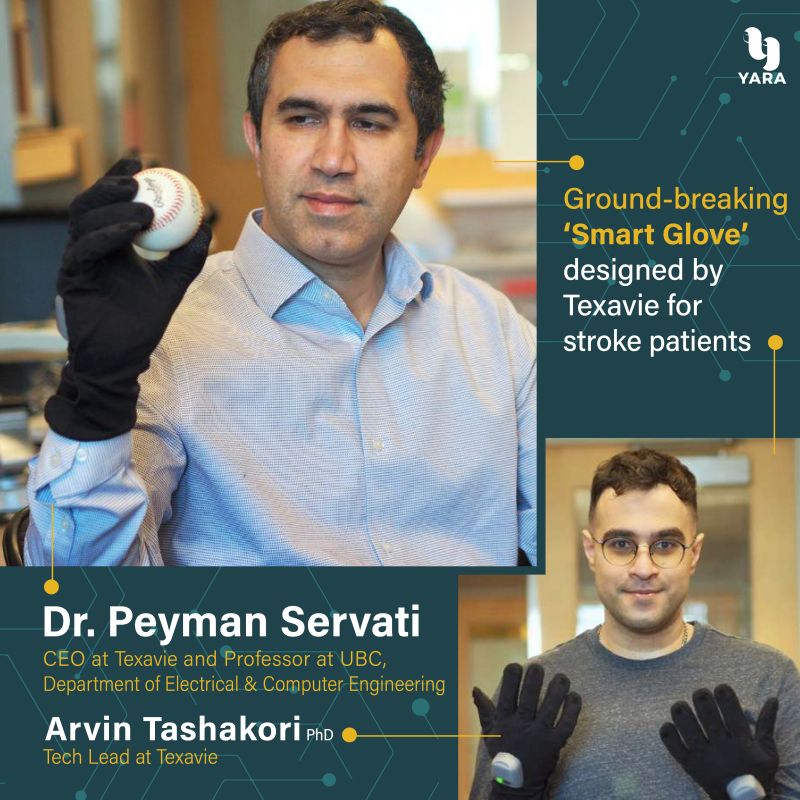 YARA
Ground-breaking
‘Smart Glove’
designed by
Texavie for
stroke patients
Dr. Peyman Servati
CEO at Texavie and Professor at UBC,
Department of Electrical & Computer Engineering
Arvin Tashakori PhD
Tech Lead at Texavie